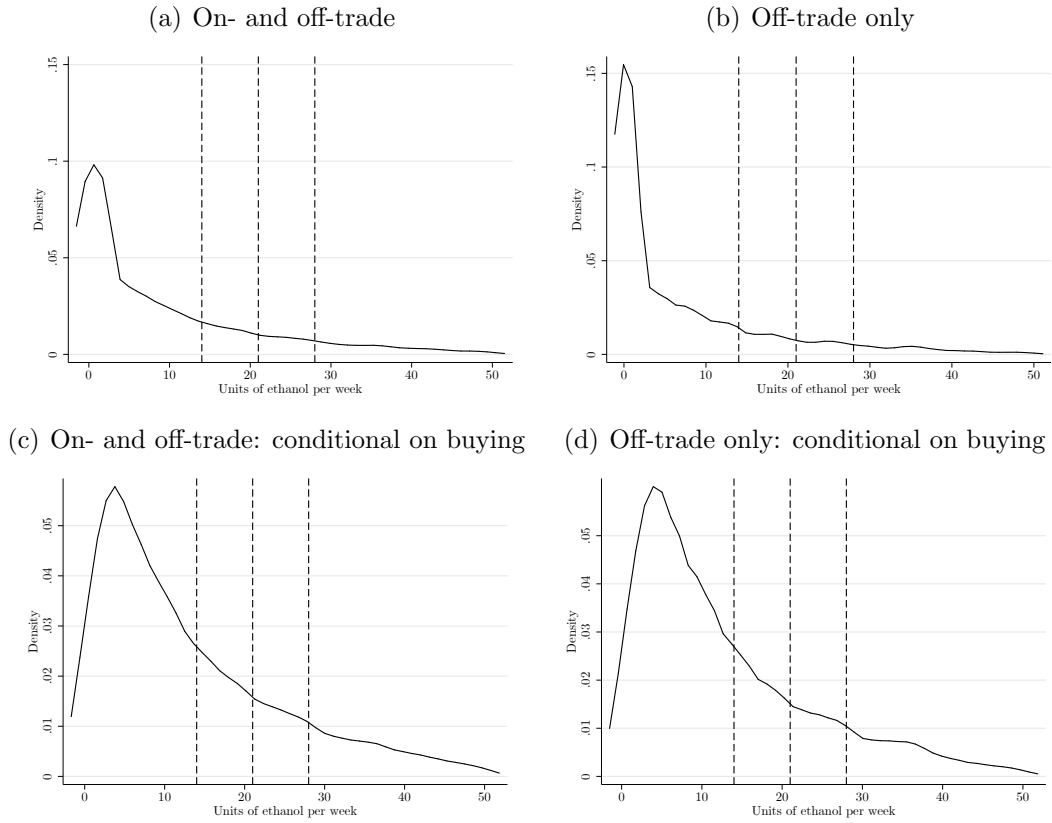 (a) On- and off-trade
.15
.1
.05
0
Density
0 10 20 30 40 50
Units of ethanol per week
(b) Off-trade only
.15
.1
.05
0
Density
0 10 20 30 40 50
Units of ethanol per week
(c) On- and off-trade: conditional on buying
.05
.04
.03
.02
.01
0
Density
0 10 20 30 40 50
Units of ethanol per week
(d) Off-trade only: conditional on buying
.05
.04
.03
.02
.01
0
Density
0 10 20 30 40 50
Units of ethanol per week